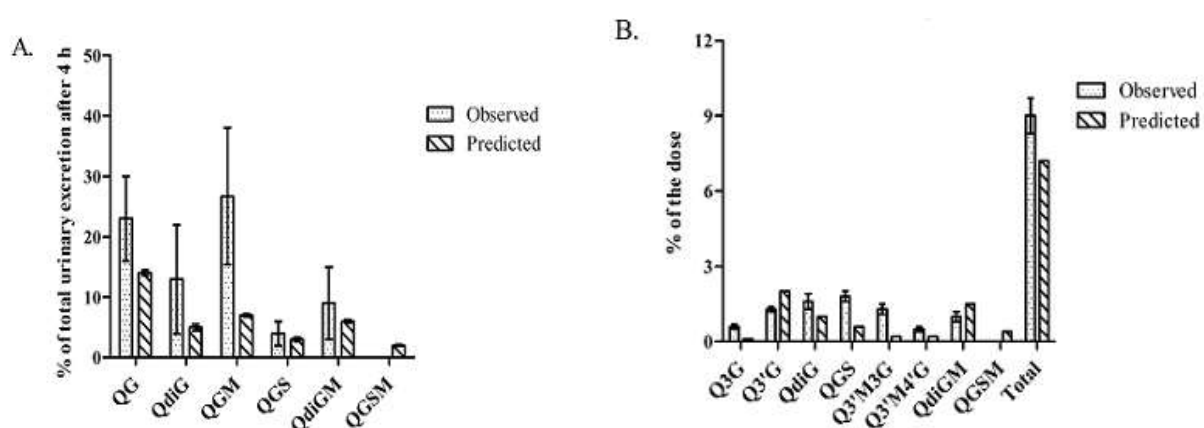 A.
% of total urinary excretion after 4 h
50
40
30
20
10
0
QG
QdiG
QGM
QGS
QdiGM
QGSM
Observed
Predicted
B.
% of the dose
12
9
6
3
0
Q3G
Q3'G
QdiG
QGS
Q3'M3G
Q3'M4'G
QdiGM
QGSM
Total
Observed
Predicted